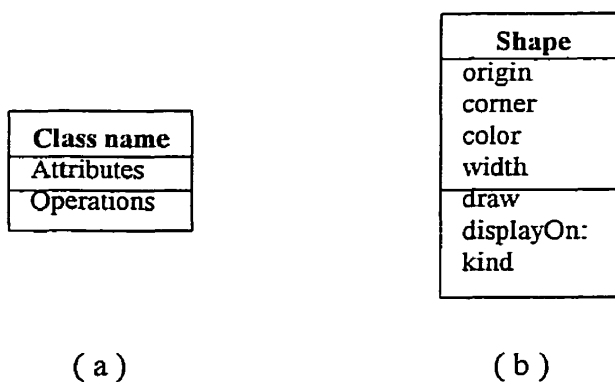 Class name
Attributes
Operations
( a )
Shape
origin
corner
color
width
draw
displayOn:
kind
( b )